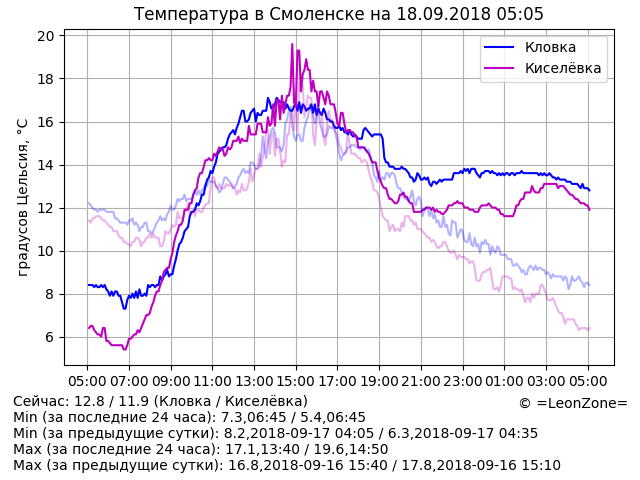 Температура в Смоленске на 18.09.2018 05:05
Кловка
Киселёвка
градусов Цельсия, °C
20
18
16
14
12
10
8
6
05:00 07:00 09:00 11:00 13:00 15:00 17:00 19:00 21:00 23:00 01:00 03:00 05:00
Сейчас: 12.8 / 11.9 (Кловка / Киселёвка)
© =LeonZone=
Min (за последние 24 часа): 7.3,06:45 / 5.4,06:45
Min (за предыдущие сутки): 8.2,2018-09-17 04:05 / 6.3,2018-09-17 04:35
Max (за последние 24 часа): 17.1,13:40 / 19.6,14:50
Max (за предыдущие сутки): 16.8,2018-09-16 15:40 / 17.8,2018-09-16 15:10